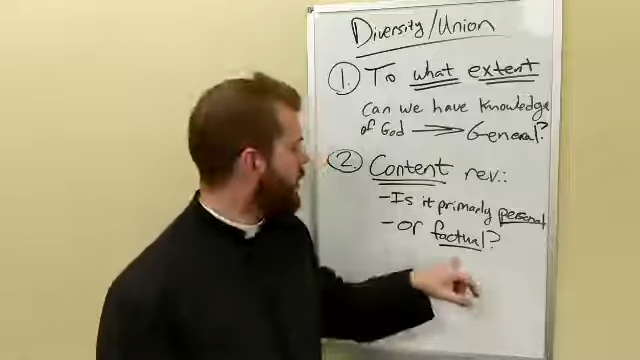 Diversity/Union
1. To what extent
Can we have Knowledge
of God → General?
2. Content rev.:
-Is it primarly personal
-or factual?